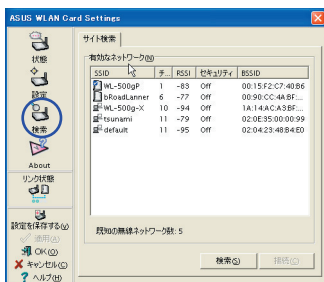 ASUS WLAN Card Settings
状態
設定
検索
About
リンク状態
設定を保存する(V)
適用(A)
OK(O)
キャンセル(C)
ヘルプ(H)
サイト検索
有効なネットワーク(N)
SSID チ... RSSI セキュリティ BSSID
WL-500gP 1 -83 Off 00:15:F2:C7:40:B6
bRoadLanner 6 -77 Off 00:90:CC:4A:BF:...
WL-500g-X 10 -94 Off 1A:14:AC:A3:BF:...
tsunami 11 -79 Off 02:0E:35:00:00:99
default 11 -95 Off 02:04:23:48:B4:E0
既知の無線ネットワーク数: 5
検索(S)
接続(C)